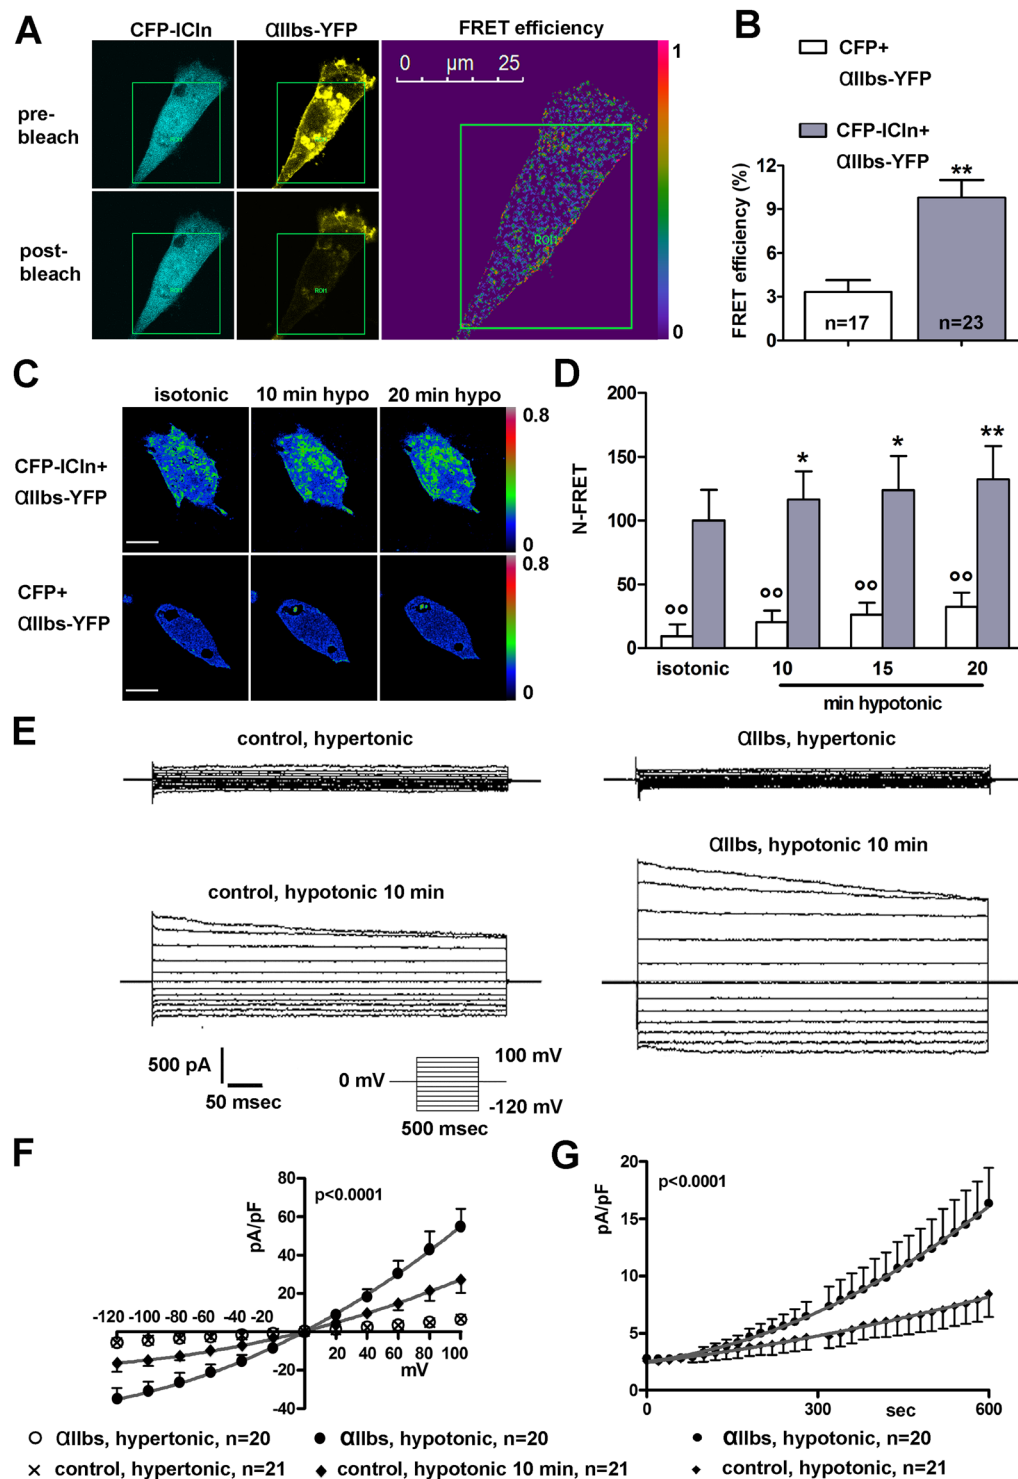 A
CFP-ICln
αIIbs-YFP
FRET efficiency
pre-bleach
post-bleach
ROI1
ROI1
0 µm 25
ROI1
1
0
B
CFP+
αIIbs-YFP
CFP-ICln+
αIIbs-YFP
FRET efficiency (%)
12
9
6
3
0
**
n=17
n=23
C
isotonic
10 min hypo
20 min hypo
CFP-ICln+
αIIbs-YFP
0.8
0
CFP+
αIIbs-YFP
0.8
0
D
N-FRET
200
150
100
50
0
°° °° °° °°
* * **
isotonic
10 15 20
min hypotonic
E
control, hypertonic
αIIbs, hypertonic
control, hypotonic 10 min
αIIbs, hypotonic 10 min
500 pA
50 msec
0 mV
100 mV
-120 mV
500 msec
F
p<0.0001
pA/pF
80
60
40
20
0
-20
-40
-120 -100 -80 -60 -40 -20
20 40 60 80 100
mV
○ αIIbs, hypertonic, n=20
× control, hypertonic, n=21
● αIIbs, hypotonic, n=20
◆ control, hypotonic 10 min, n=21
G
p<0.0001
pA/pF
20
15
10
5
0
0 300 600
sec
● αIIbs, hypotonic, n=20
◆ control, hypotonic, n=21